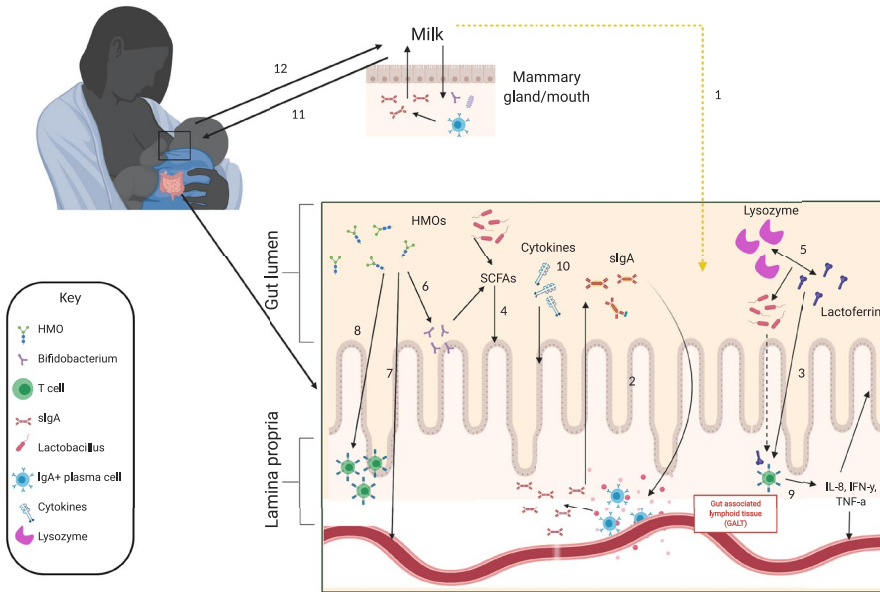 Milk
12
11
Mammary
gland/mouth
1
Gut lumen
HMOs
6
8
7
SCFAs
4
Cytokines
10
sIgA
2
Lysozyme
5
Lactoferrin
3
Lamina propria
9
IL-8, IFN-y,
TNF-a
Gut associated
lymphoid tissue
(GALT)
Key
HMO
Bifidobacterium
T cell
sIgA
Lactobacillus
IgA+ plasma cell
Cytokines
Lysozyme